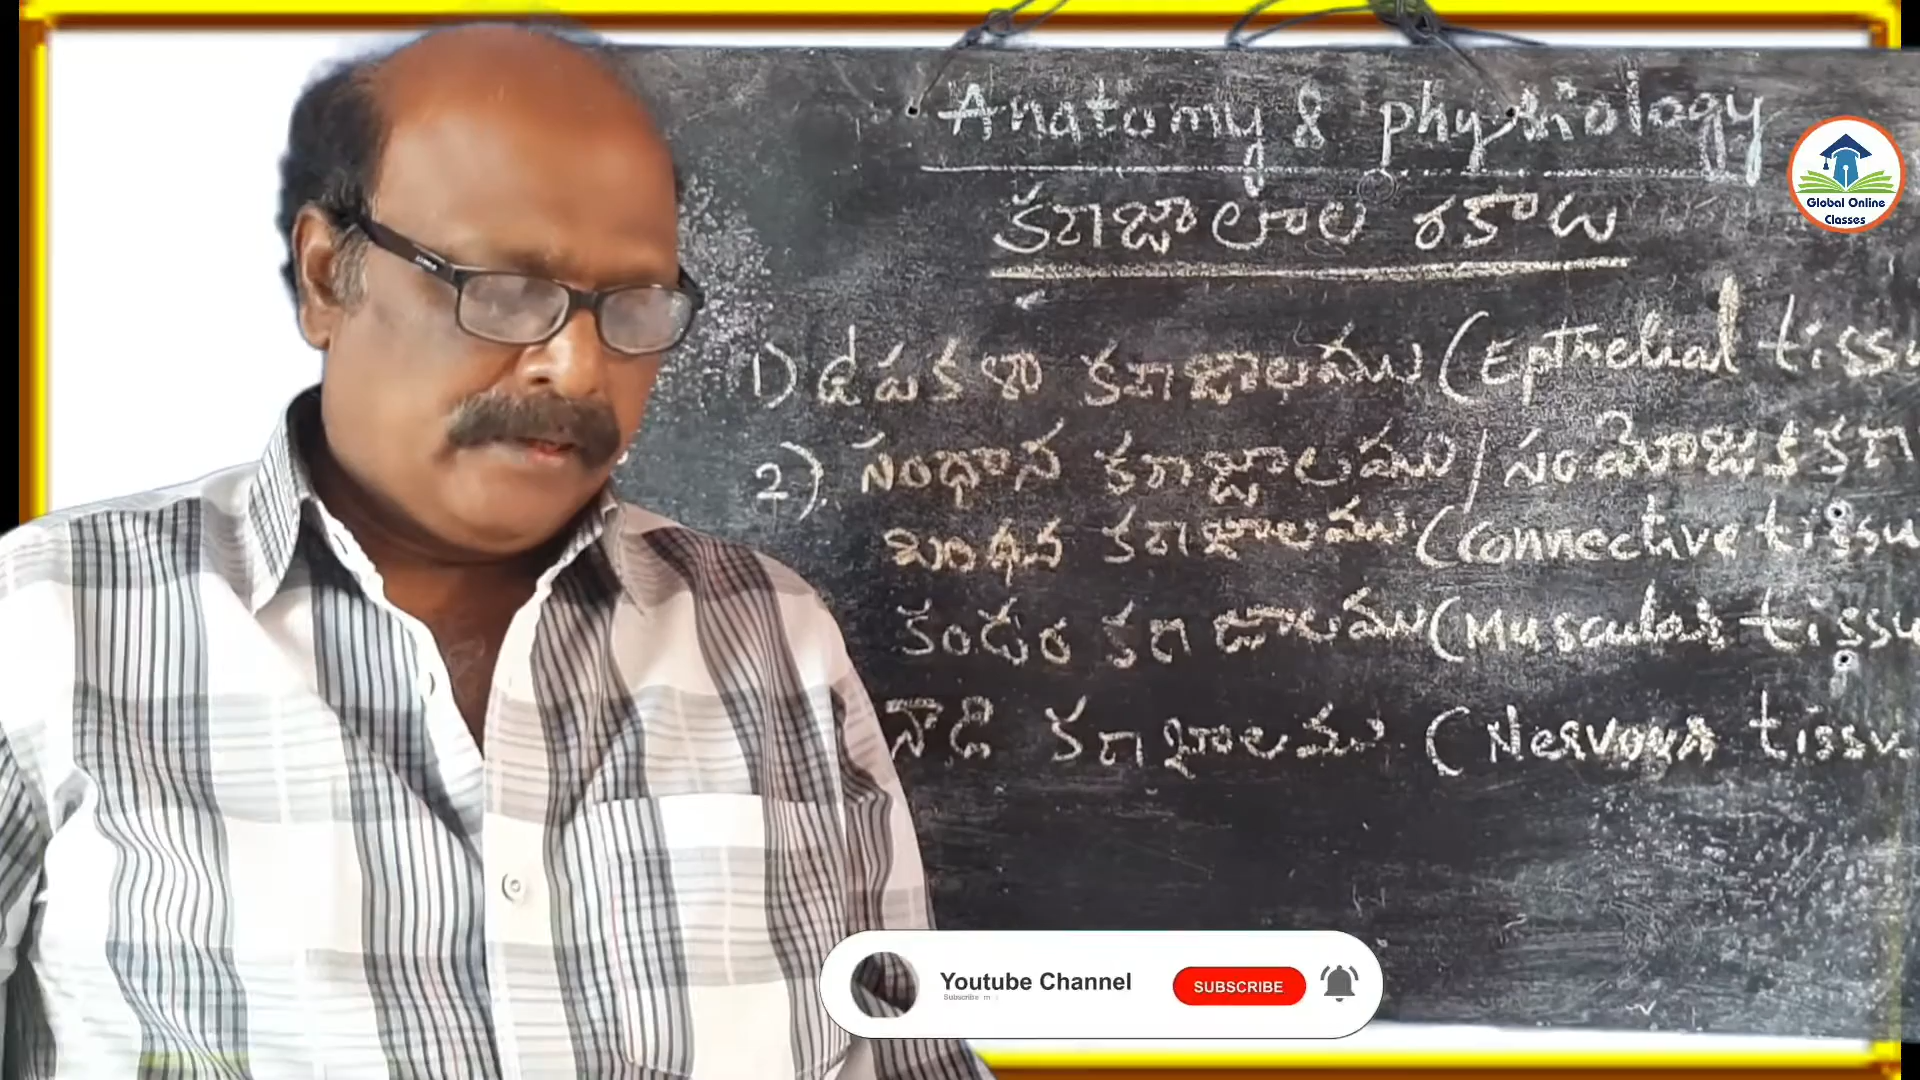 Anatomy & physiology
కణజాలాల రకాలు
1) ఉపకళా కణజాలము (Epithelial tissu
2). సంధాన కణజాలము / సంయోజక కణ
బంధన కణజాలము (Connective tissu
కండర కణజాలము (Muscular tissu
నాడీ కణజాలము (Nervous tissu
Global Online
Classes
Youtube Channel
SUBSCRIBE